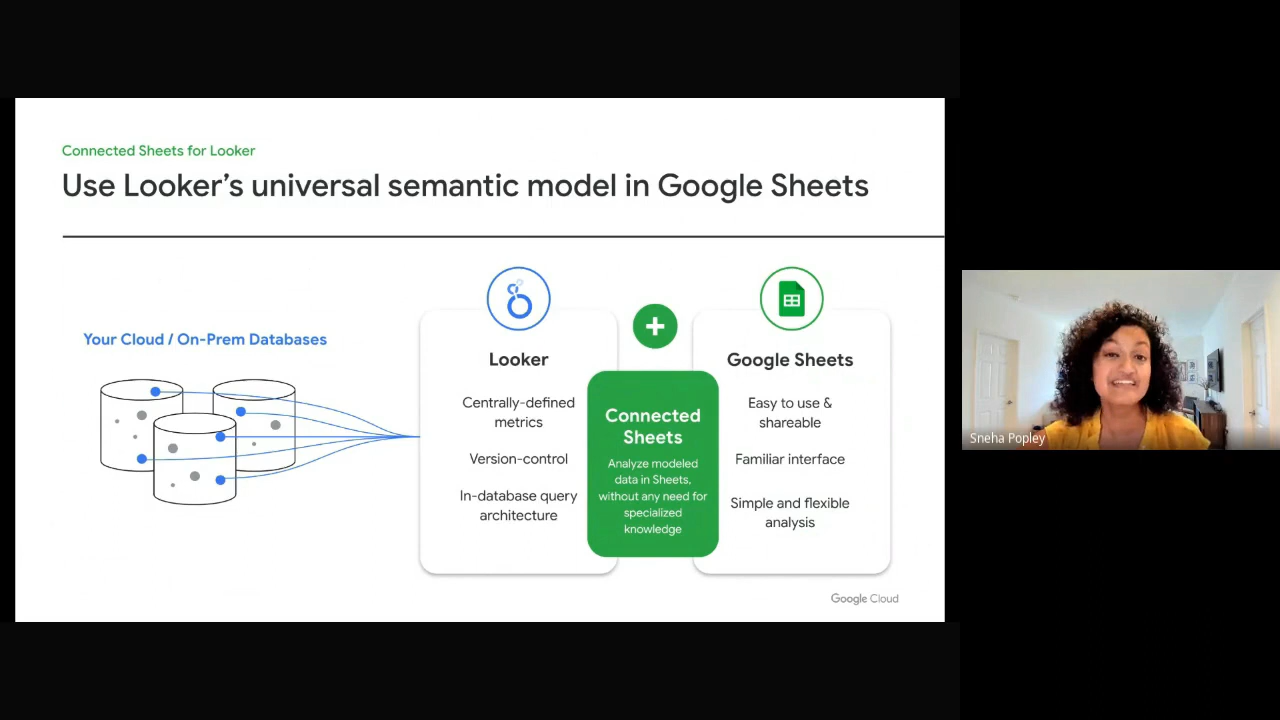 Connected Sheets for Looker
Use Looker's universal semantic model in Google Sheets
Your Cloud / On-Prem Databases
Looker
Centrally-defined
metrics
Version-control
In-database query
architecture
+
Connected
Sheets
Analyze modeled
data in Sheets,
without any need for
specialized
knowledge
Google Sheets
Easy to use &
shareable
Familiar interface
Simple and flexible
analysis
Google Cloud
Sneha Popley